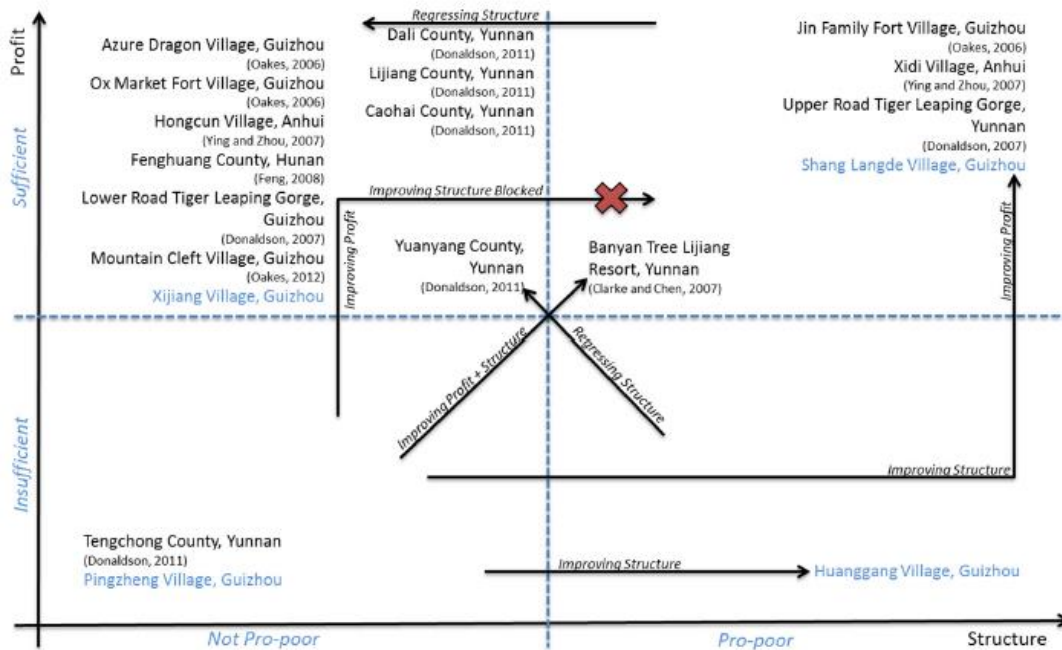 Profit
Sufficient
Insufficient
Azure Dragon Village, Guizhou
(Oakes, 2006)
Ox Market Fort Village, Guizhou
(Oakes, 2006)
Hongcun Village, Anhui
(Ying and Zhou, 2007)
Fenghuang County, Hunan
(Feng, 2008)
Lower Road Tiger Leaping Gorge,
Guizhou
(Donaldson, 2007)
Mountain Cleft Village, Guizhou
(Oakes, 2012)
Xijiang Village, Guizhou
Regressing Structure
Dali County, Yunnan
(Donaldson, 2011)
Lijiang County, Yunnan
(Donaldson, 2011)
Caohai County, Yunnan
(Donaldson, 2011)
Jin Family Fort Village, Guizhou
(Oakes, 2006)
Xidi Village, Anhui
(Ying and Zhou, 2007)
Upper Road Tiger Leaping Gorge,
Yunnan
(Donaldson, 2007)
Shang Langde Village, Guizhou
Improving Structure Blocked
Improving Profit
Yuanyang County,
Yunnan
(Donaldson, 2011)
Banyan Tree Lijiang
Resort, Yunnan
(Clarke and Chen, 2007)
Improving Profit
Improving Profit + Structure
Regressing Structure
Improving Structure
Tengchong County, Yunnan
(Donaldson, 2011)
Pingzheng Village, Guizhou
Improving Structure
Huanggang Village, Guizhou
Not Pro-poor
Pro-poor
Structure